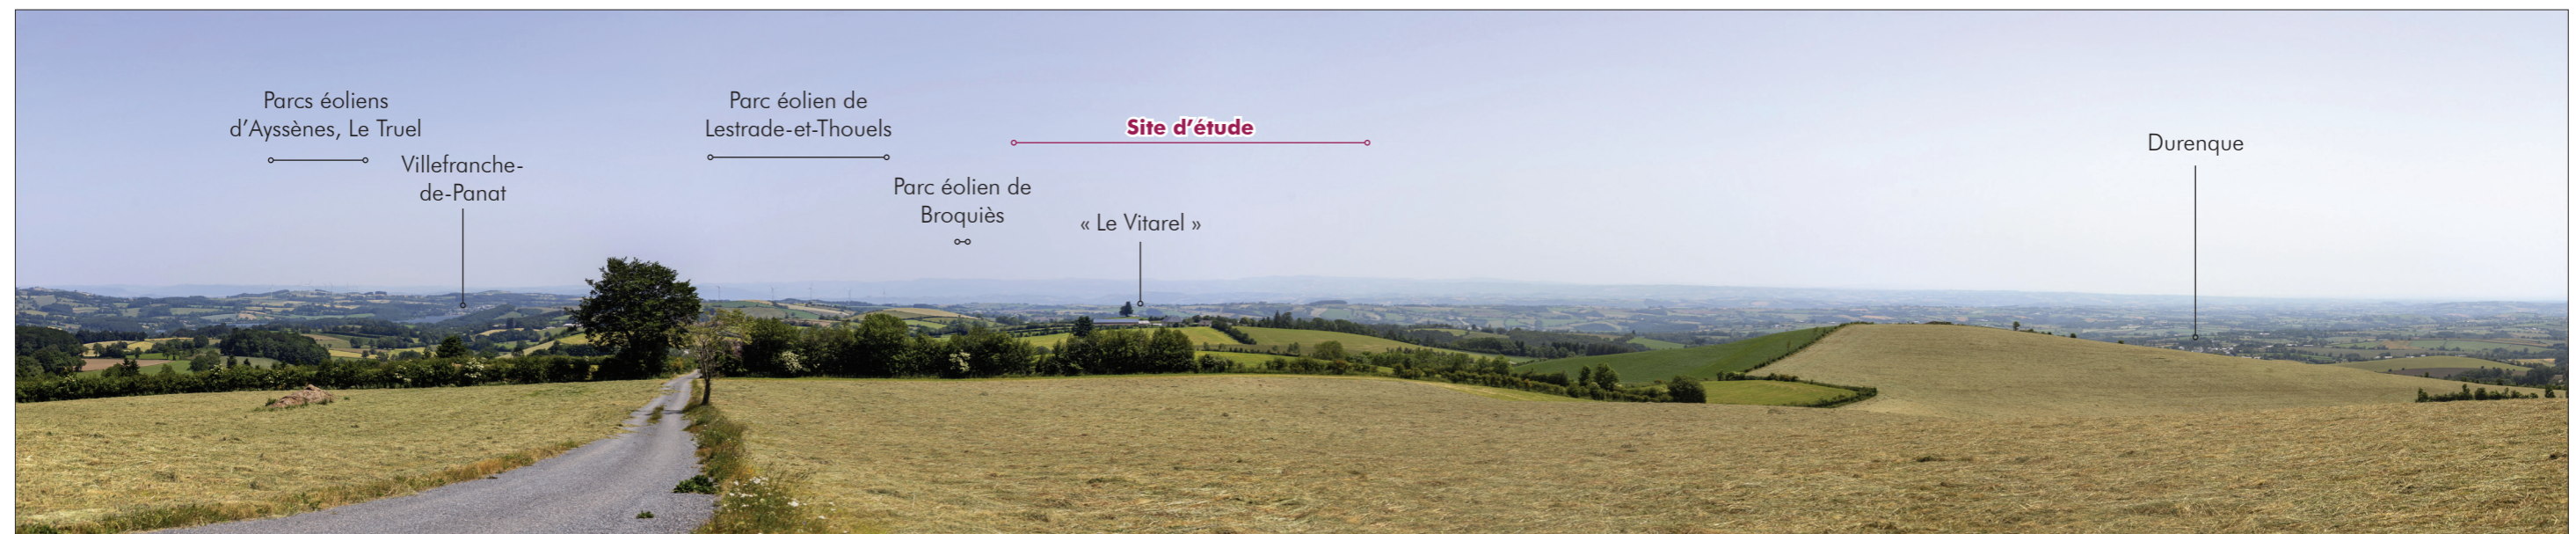 Parcs éoliens
d’Ayssènes, Le Truel
Villefranche-
de-Panat
Parc éolien de
Lestrade-et-Thouels
Parc éolien de
Broquiès
« Le Vitarel »
Site d’étude
Durenque